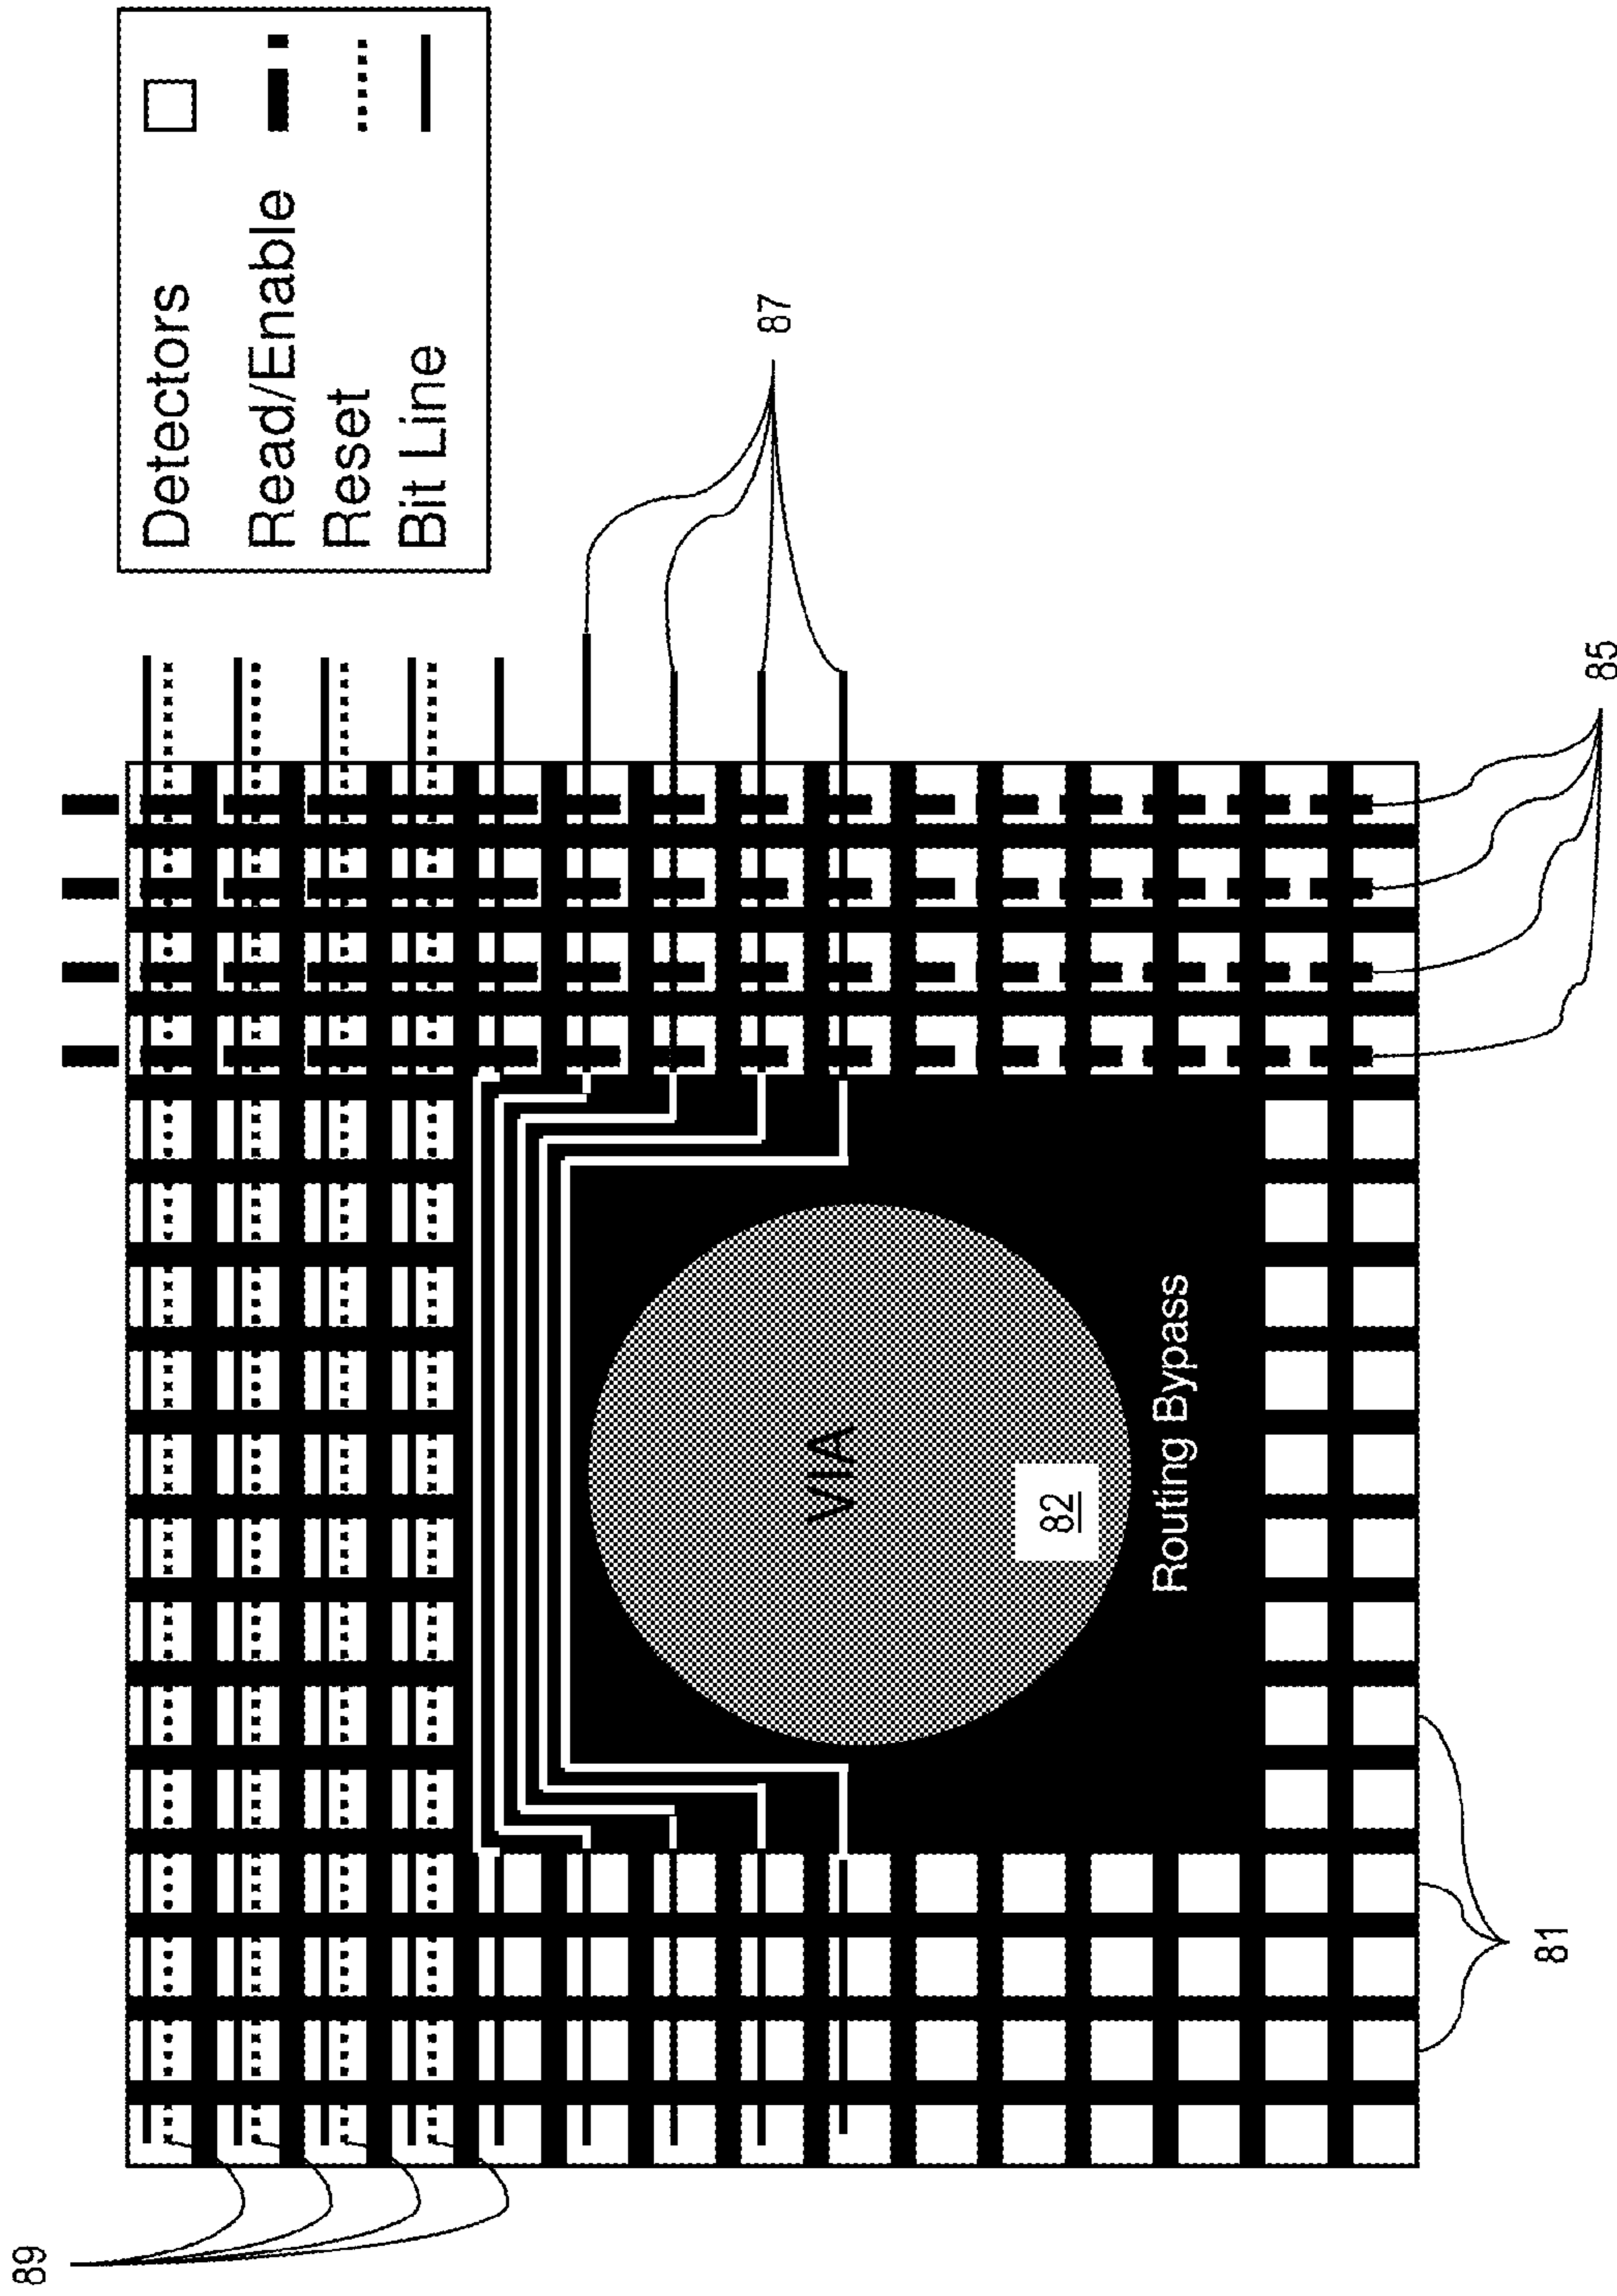 Detectors
Read/Enable
Reset
Bit Line
87
85
VIA
82
Routing Bypass
81
89